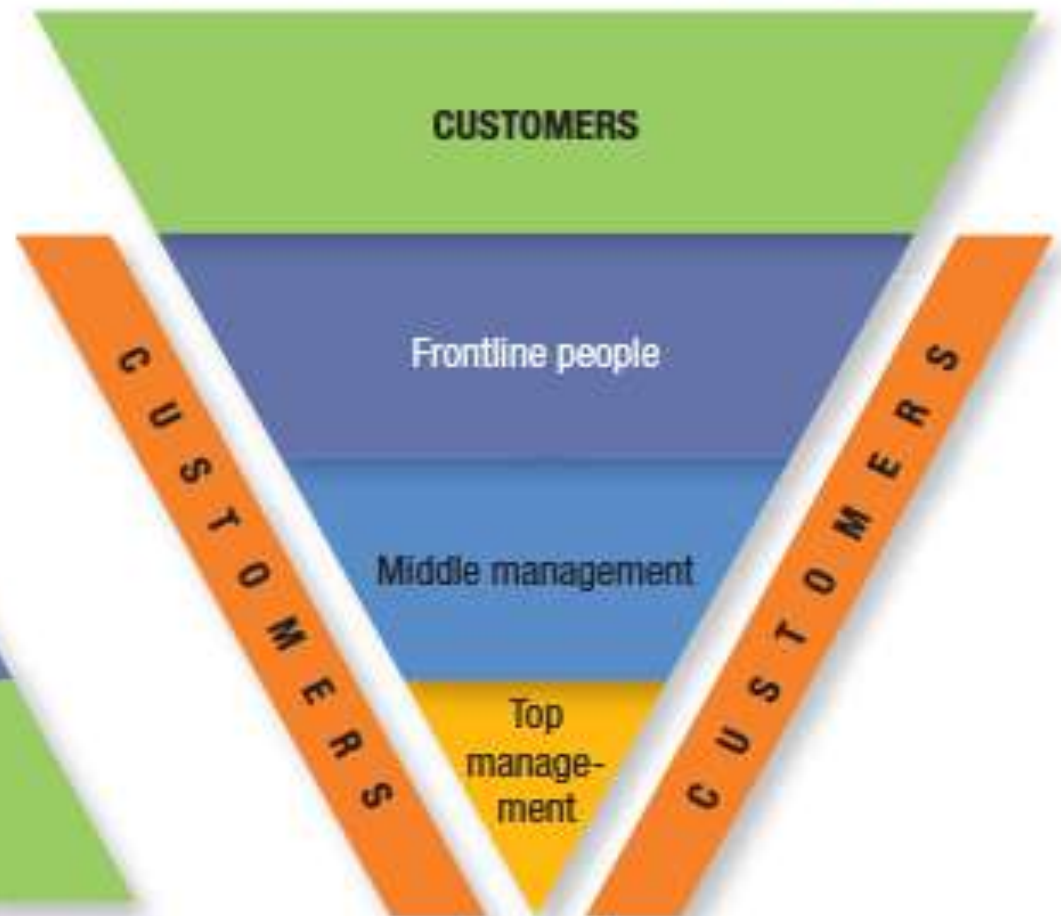 CUSTOMERS
Frontline people
Middle management
Top
manage-
ment
CUSTOMERS
CUSTOMERS